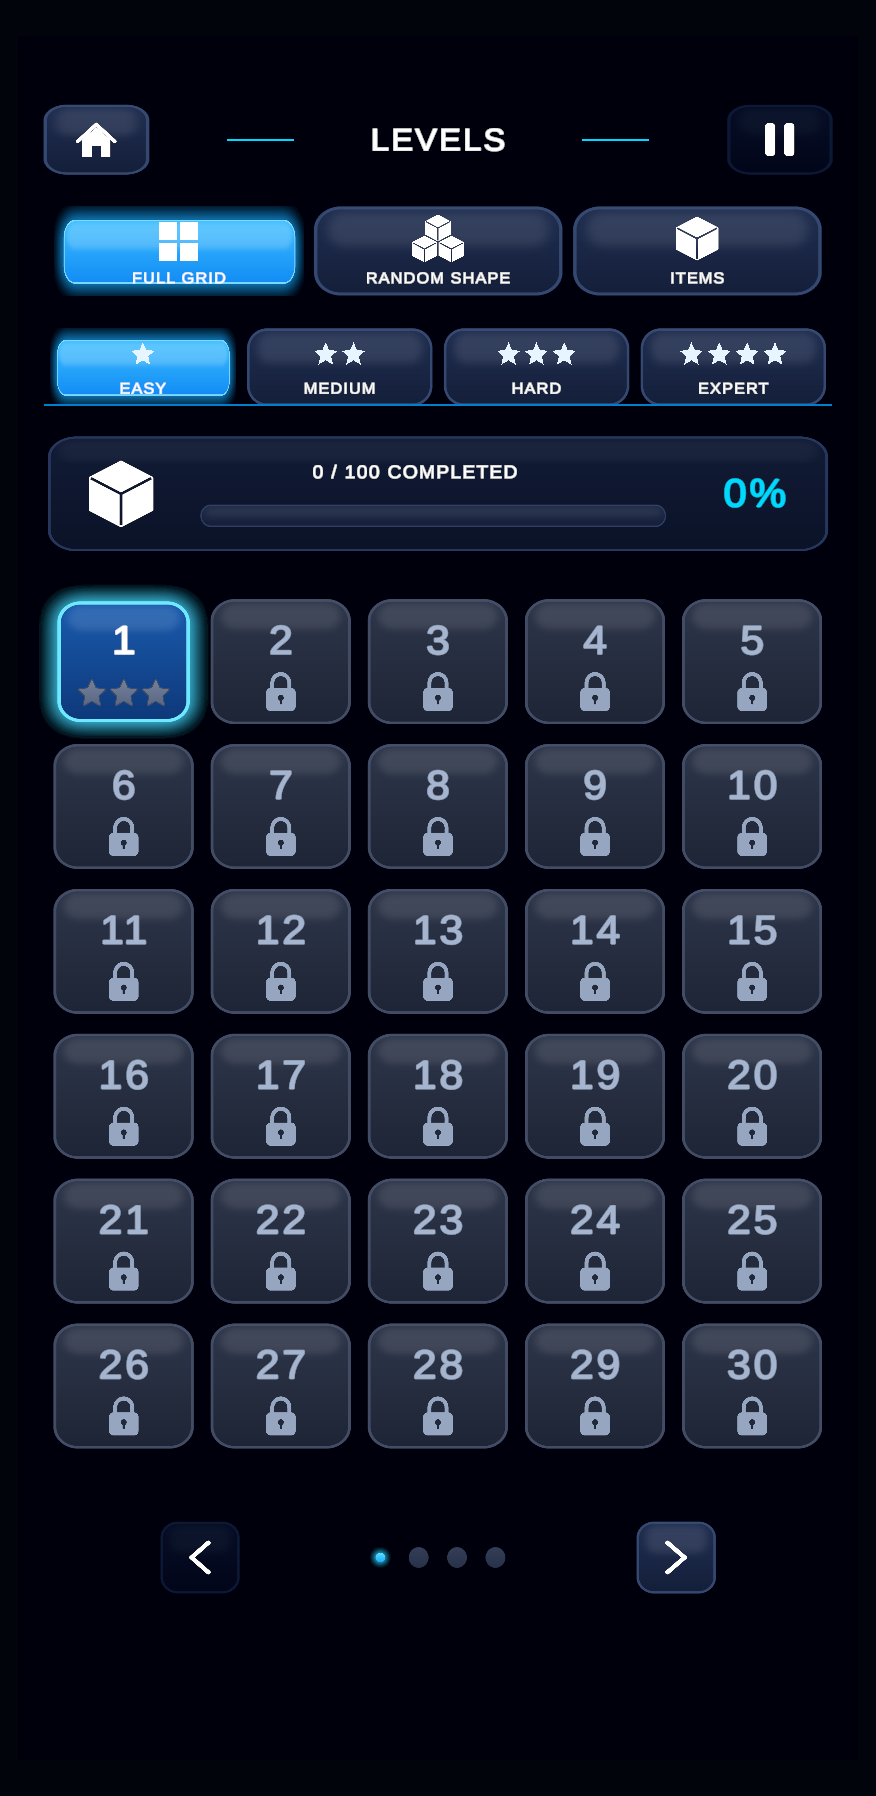 LEVELS
FULL GRID RANDOM SHAPE ITEMS
EASY MEDIUM HARD EXPERT
0 / 100 COMPLETED
0%
1 2 3 4 5
6 7 8 9 10
11 12 13 14 15
16 17 18 19 20
21 22 23 24 25
26 27 28 29 30